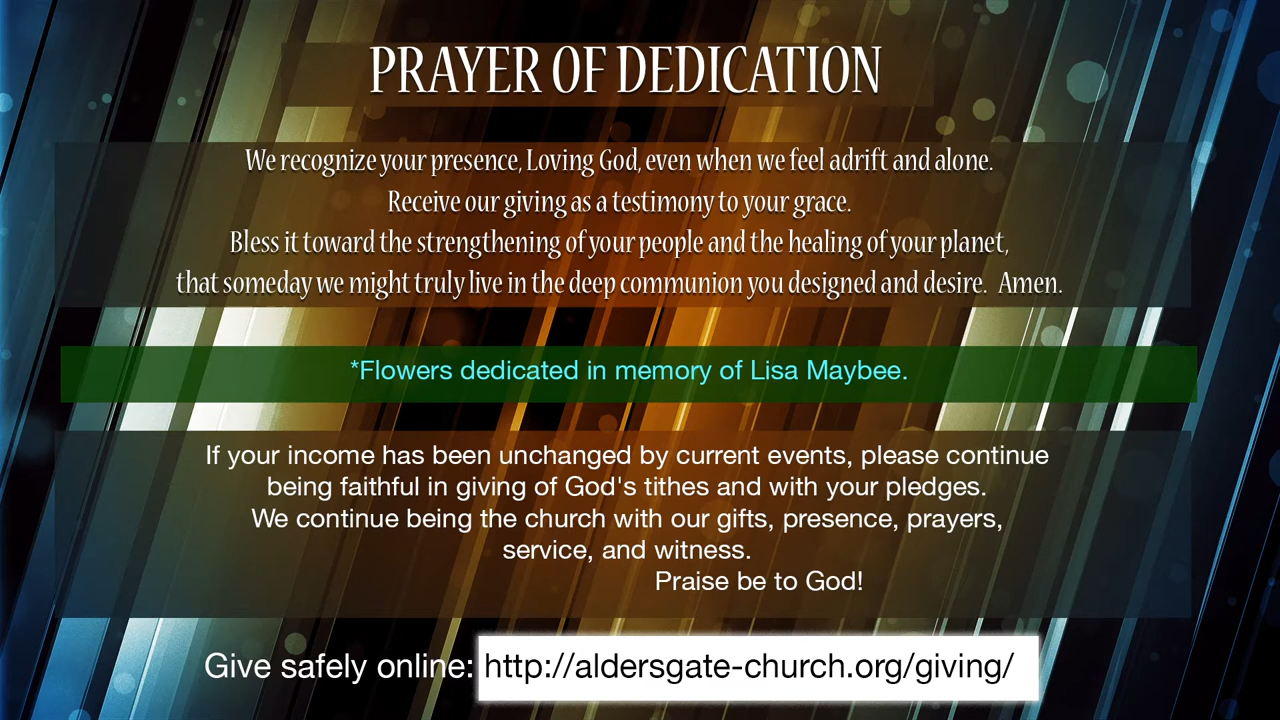 PRAYER OF DEDICATION
We recognize your presence, Loving God, even when we feel adrift and alone.
Receive our giving as a testimony to your grace.
Bless it toward the strengthening of your people and the healing of your planet,
that someday we might truly live in the deep communion you designed and desire. Amen.
*Flowers dedicated in memory of Lisa Maybee.
If your income has been unchanged by current events, please continue
being faithful in giving of God's tithes and with your pledges.
We continue being the church with our gifts, presence, prayers,
service, and witness.
Praise be to God!
Give safely online: http://aldersgate-church.org/giving/